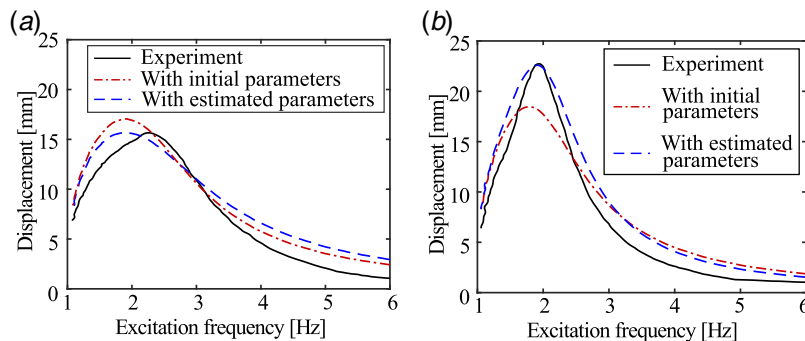 (a)
25
20
15
10
5
0
Displacement [mm]
Experiment
With initial parameters
With estimated parameters
1 2 3 4 5 6
Excitation frequency [Hz]
(b)
25
20
15
10
5
0
Displacement [mm]
Experiment
With initial
parameters
With estimated
parameters
1 2 3 4 5 6
Excitation frequency [Hz]